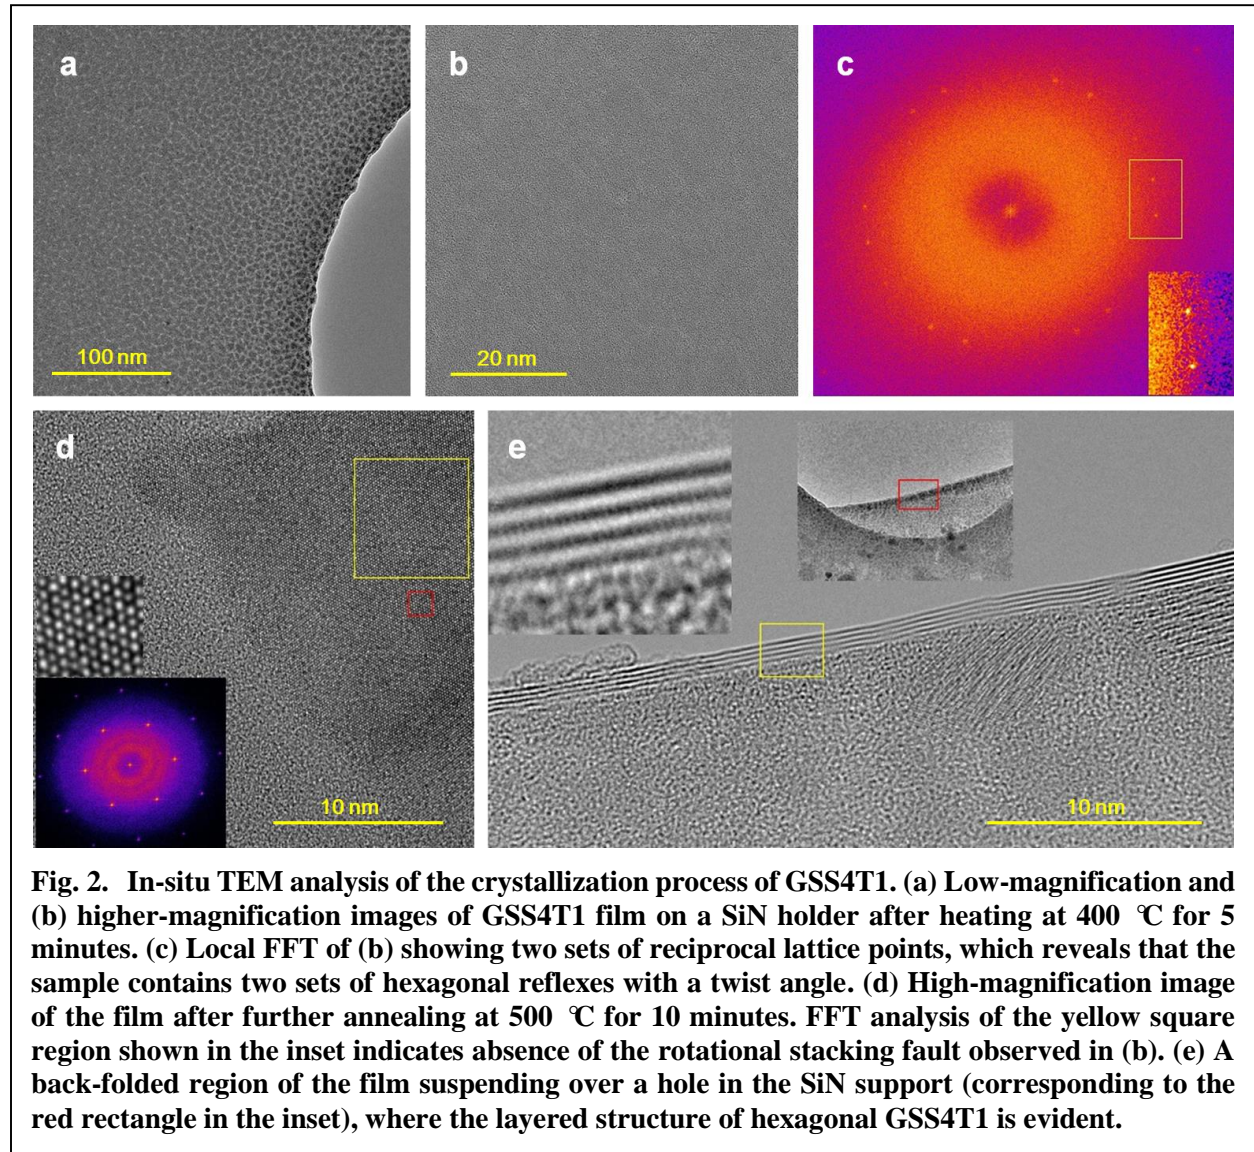 a
b
c
100 nm
20 nm
d
e
10 nm
10 nm
Fig. 2. In-situ TEM analysis of the crystallization process of GSS4T1. (a) Low-magnification and
(b) higher-magnification images of GSS4T1 film on a SiN holder after heating at 400 ℃ for 5
minutes. (c) Local FFT of (b) showing two sets of reciprocal lattice points, which reveals that the
sample contains two sets of hexagonal reflexes with a twist angle. (d) High-magnification image
of the film after further annealing at 500 ℃ for 10 minutes. FFT analysis of the yellow square
region shown in the inset indicates absence of the rotational stacking fault observed in (b). (e) A
back-folded region of the film suspending over a hole in the SiN support (corresponding to the
red rectangle in the inset), where the layered structure of hexagonal GSS4T1 is evident.